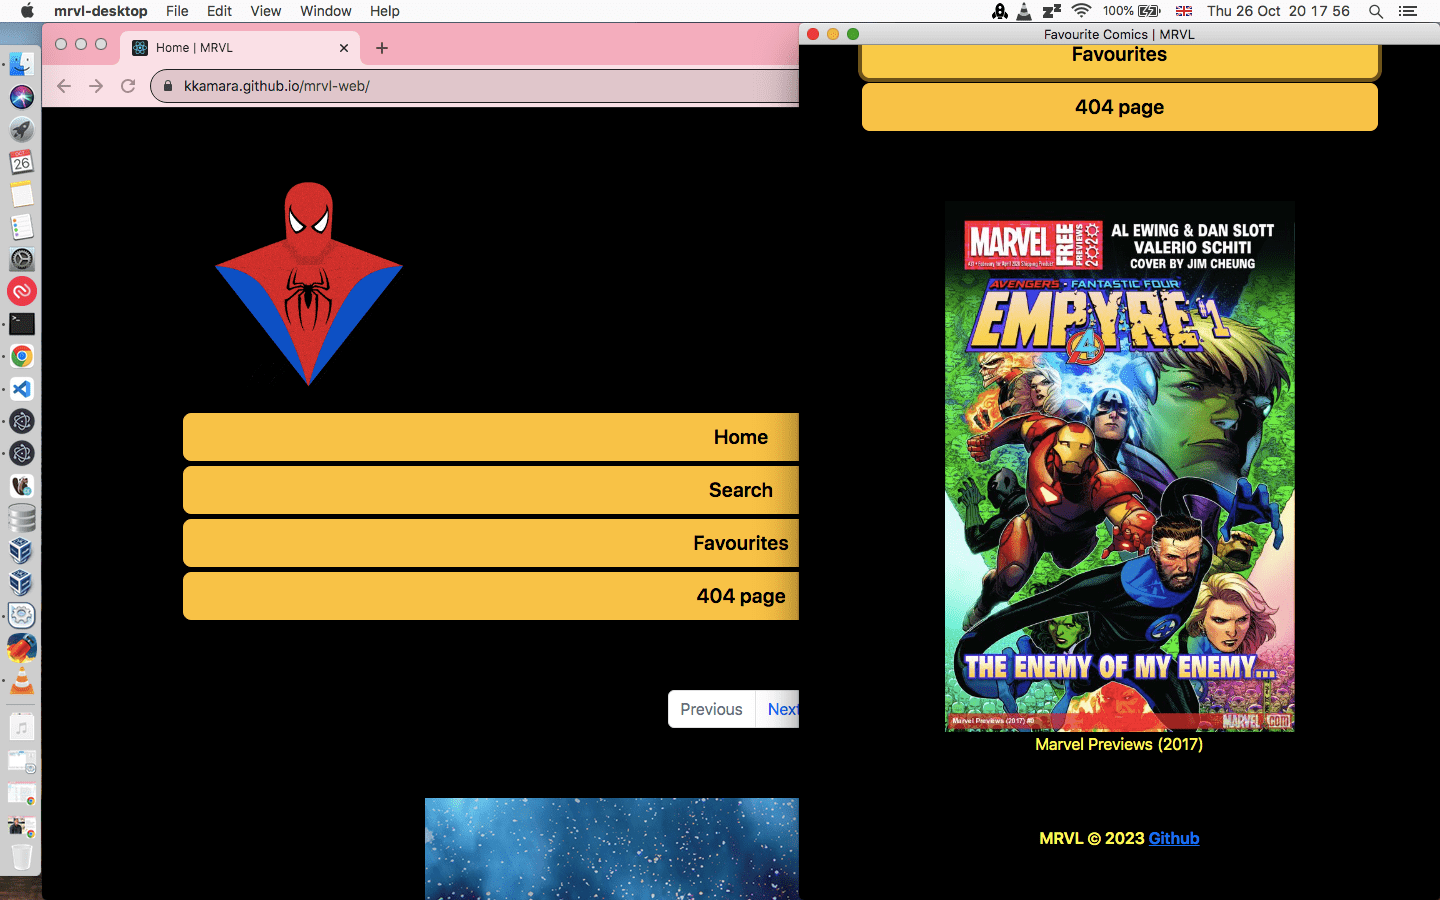 mrvl-desktop File Edit View Window Help
100% Thu 26 Oct 20 17 56
Home | MRVL
kkamara.github.io/mrvl-web/
Home
Search
Favourites
404 page
Previous Next
Favourite Comics | MRVL
Favourites
404 page
MARVEL FREE PREVIEWS 2020
AL EWING & DAN SLOTT
VALERIO SCHITI
COVER BY JIM CHEUNG
AVENGERS • FANTASTIC FOUR
EMPYRE #1
THE ENEMY OF MY ENEMY...
Marvel Previews (2017) #0
MARVEL.COM
Marvel Previews (2017)
MRVL © 2023 Github
OCT
26